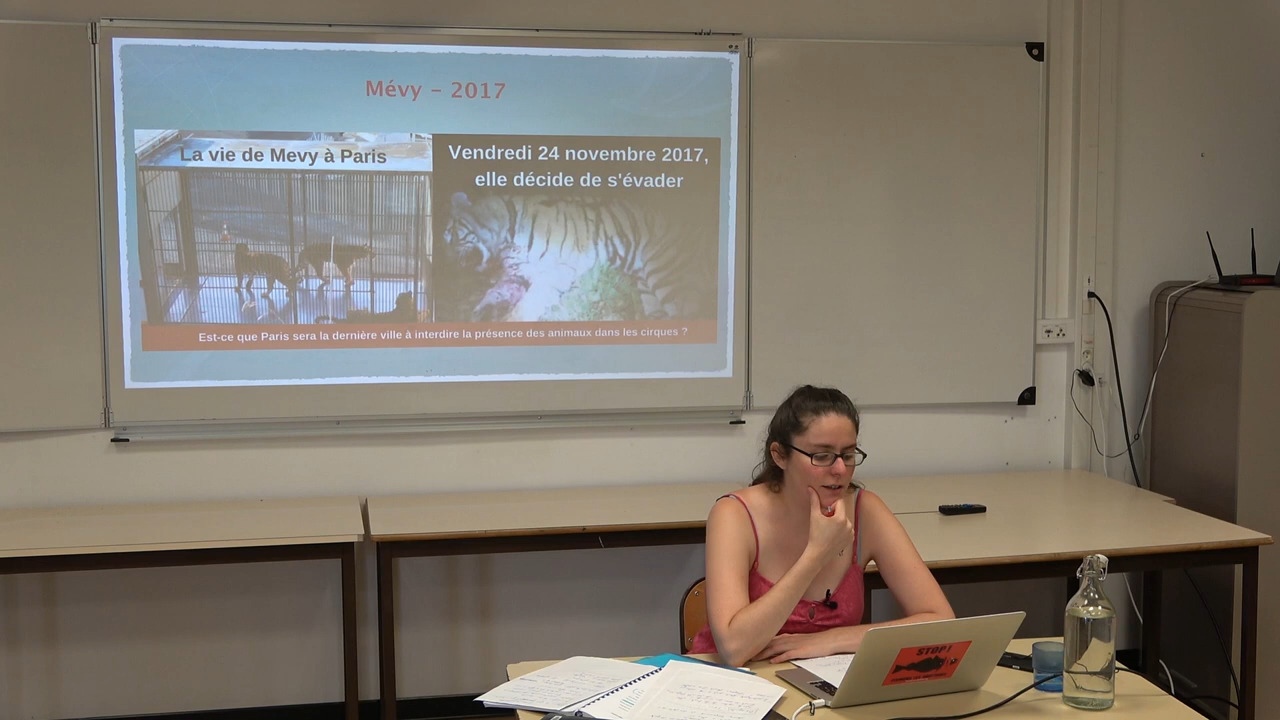 Mévy – 2017
La vie de Mevy à Paris
Vendredi 24 novembre 2017,
elle décide de s'évader
Est-ce que Paris sera la dernière ville à interdire la présence des animaux dans les cirques ?
STOP!